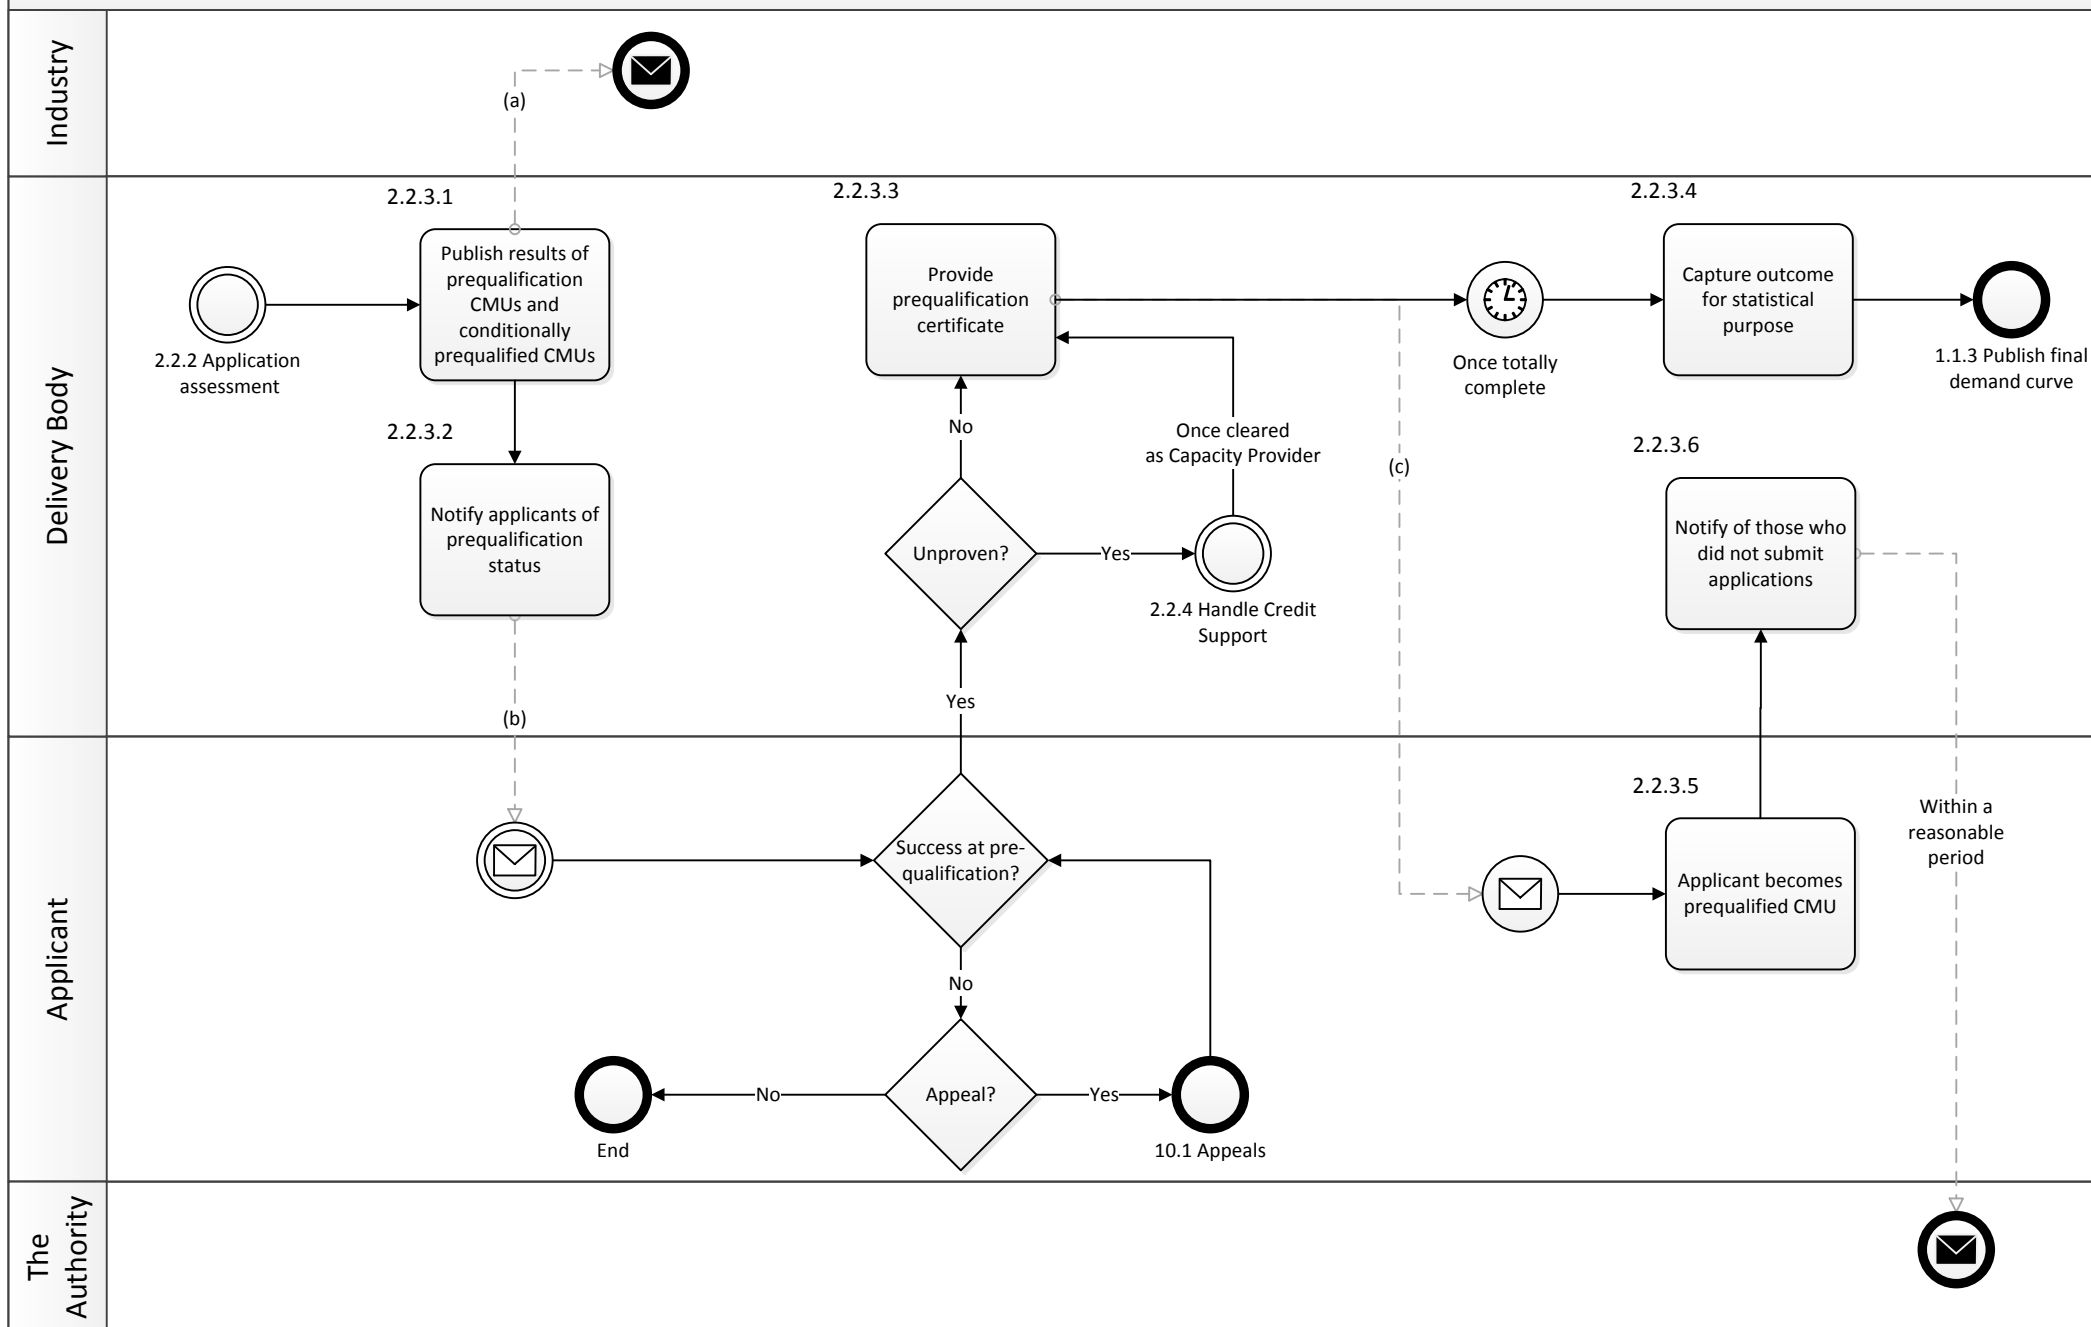 Industry
(a)
Delivery Body
2.2.3.1
Publish results of
prequalification
CMUs and
conditionally
prequalified CMUs
2.2.2 Application
assessment
2.2.3.2
Notify applicants of
prequalification
status
(b)
2.2.3.3
Provide
prequalification
certificate
No
Once cleared
as Capacity Provider
Unproven?
Yes
2.2.4 Handle Credit
Support
Yes
(c)
Once totally
complete
2.2.3.4
Capture outcome
for statistical
purpose
1.1.3 Publish final
demand curve
2.2.3.6
Notify of those who
did not submit
applications
Applicant
Success at pre-
qualification?
No
Appeal?
No
End
Yes
10.1 Appeals
2.2.3.5
Applicant becomes
prequalified CMU
Within a
reasonable
period
The
Authority